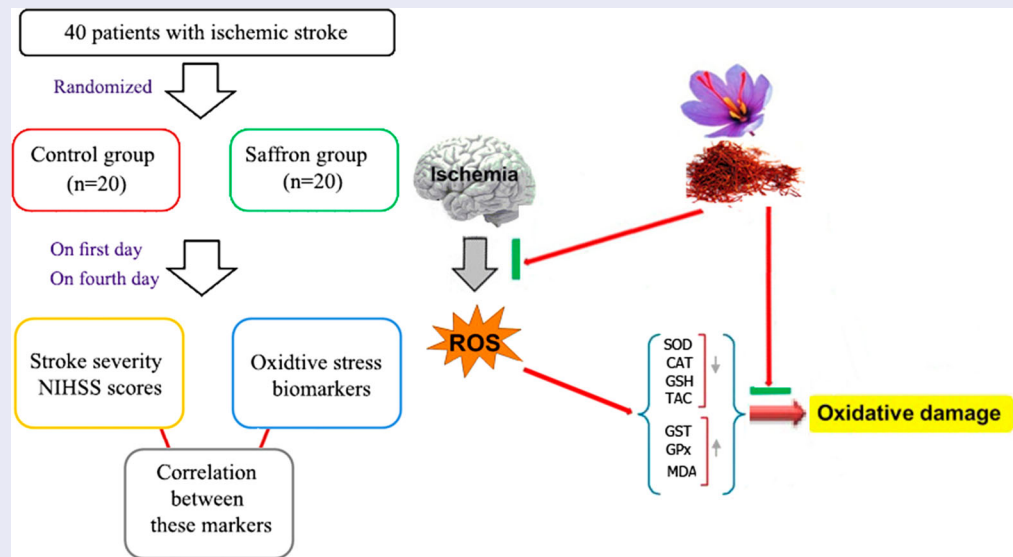 40 patients with ischemic stroke
Randomized
Control group
(n=20)
Saffron group
(n=20)
On first day
On fourth day
Stroke severity
NIHSS scores
Oxidtive stress
biomarkers
Correlation
between
these markers
Ischemia
ROS
SOD
CAT
GSH
TAC
GST
GPx
MDA
Oxidative damage